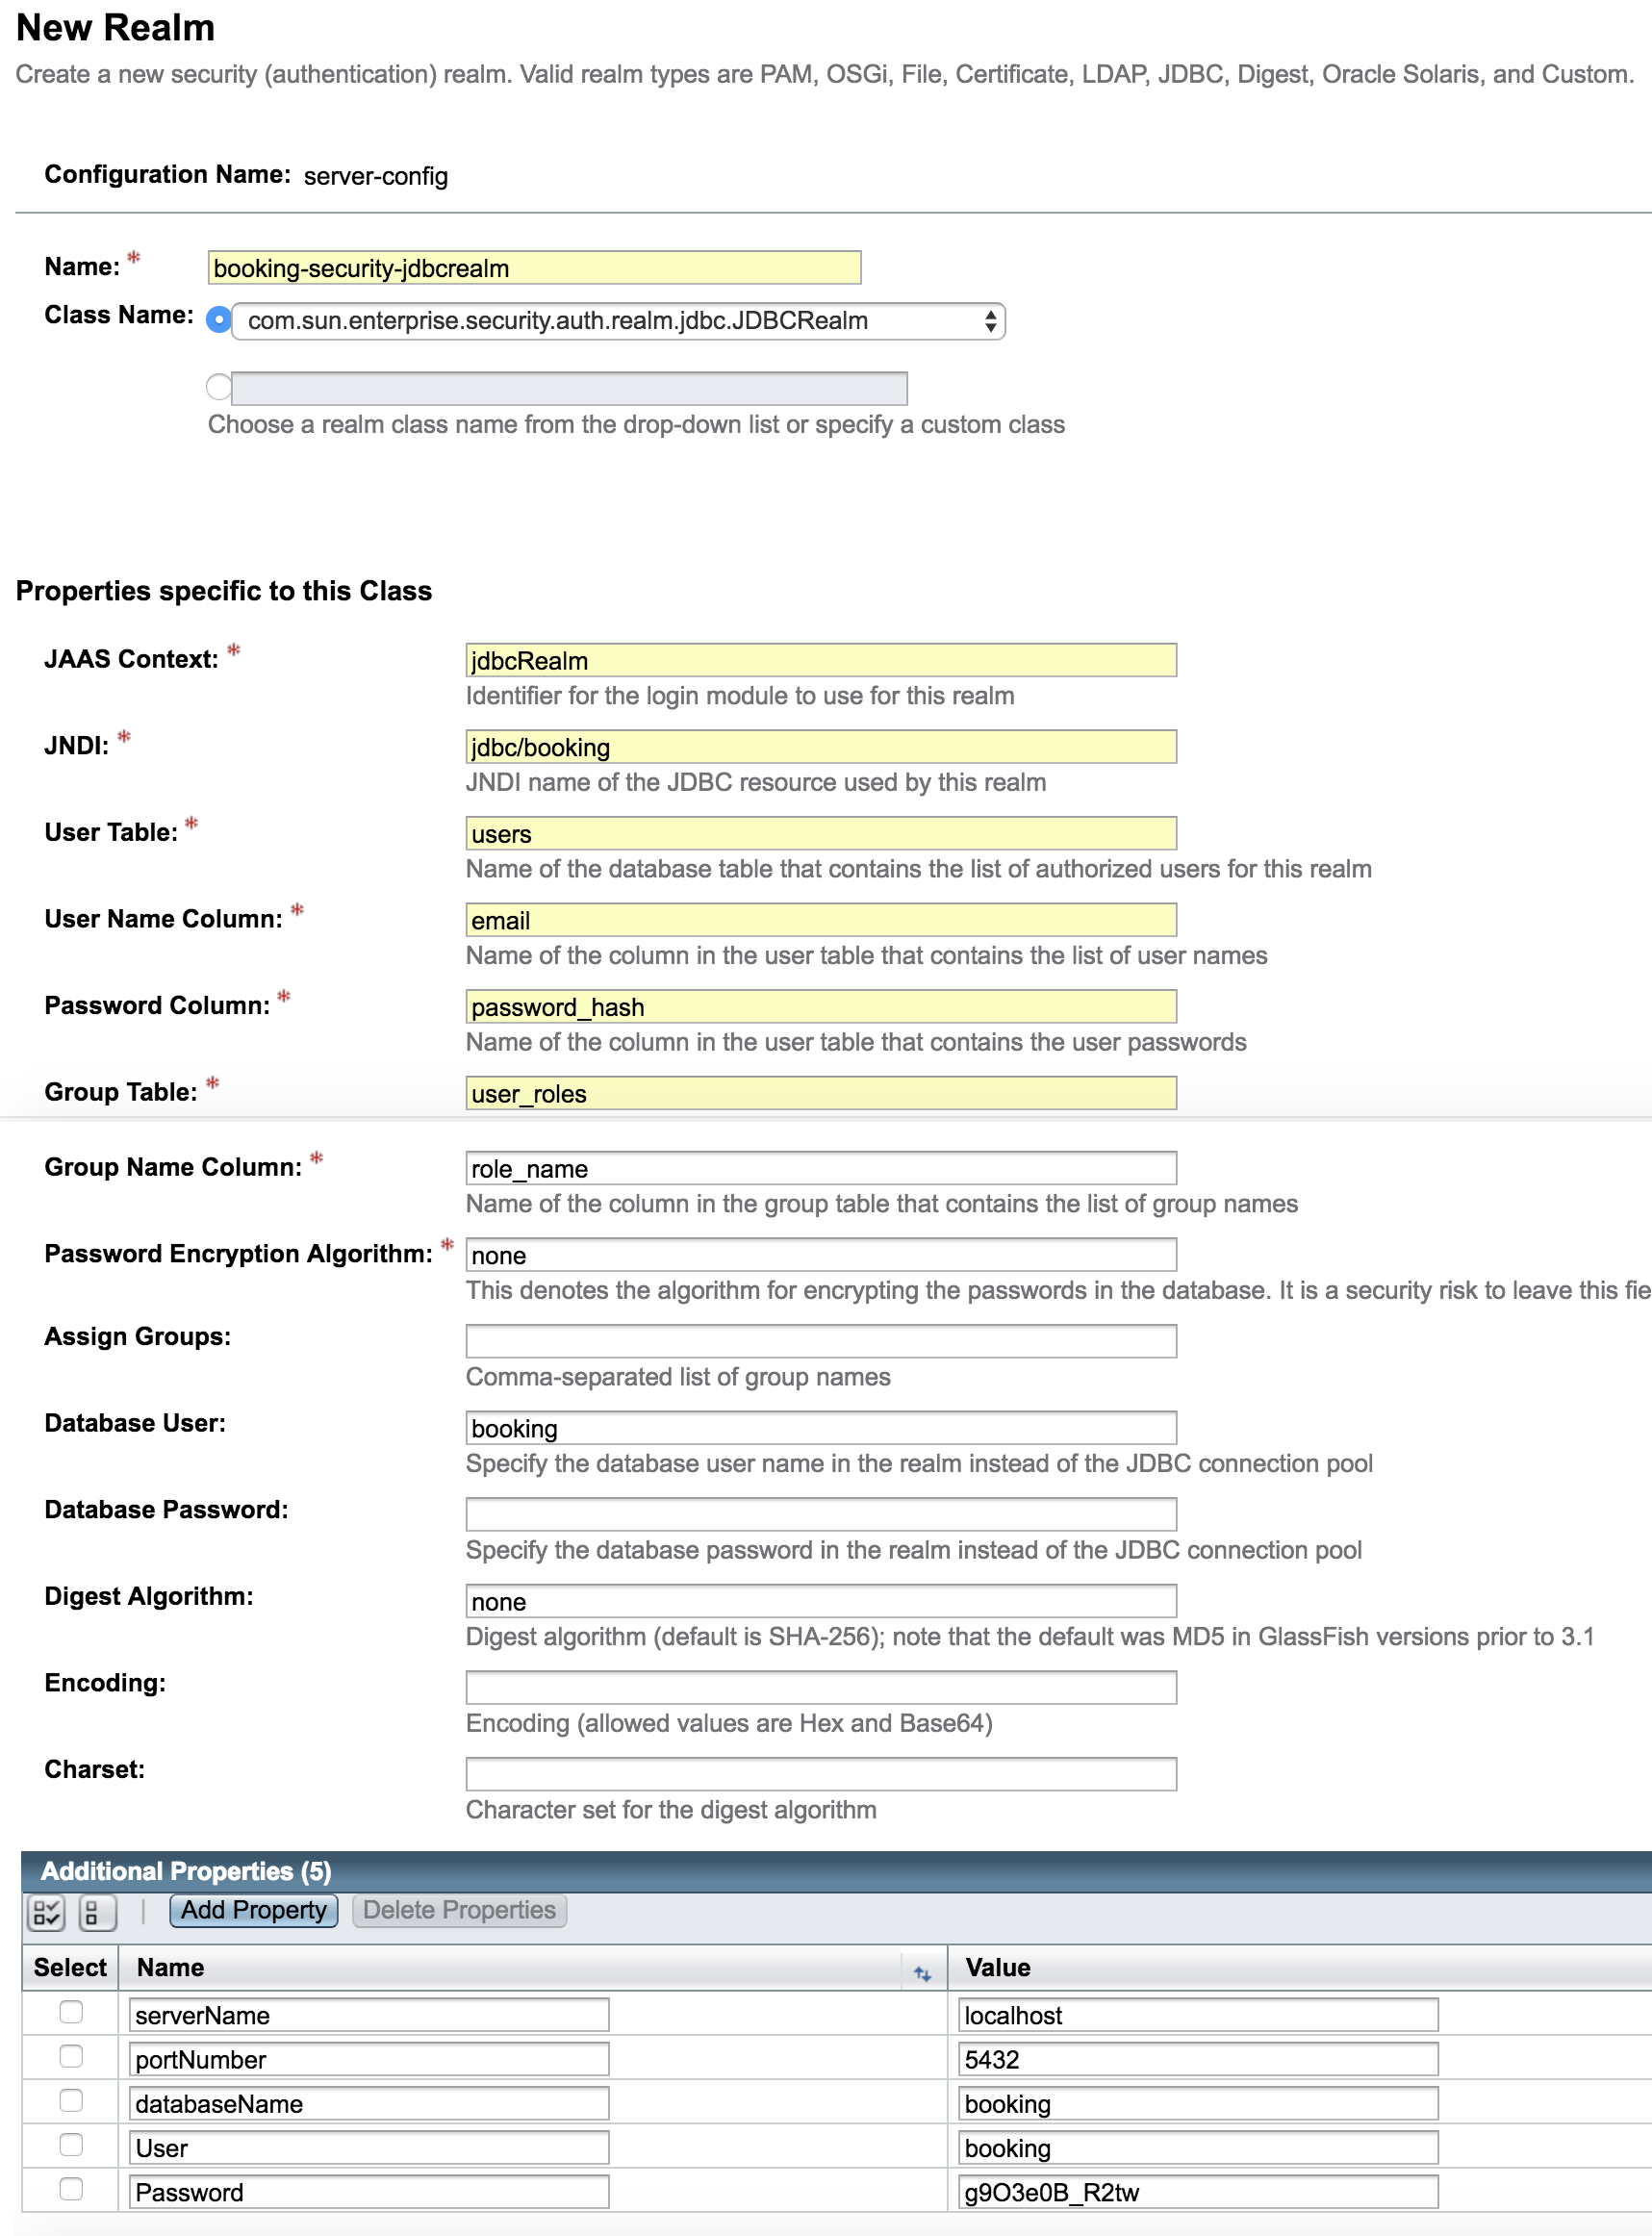 New Realm
Create a new security (authentication) realm. Valid realm types are PAM, OSGi, File, Certificate, LDAP, JDBC, Digest, Oracle Solaris, and Custom.
Configuration Name: server-config
Name: * booking-security-jdbcrealm
Class Name: com.sun.enterprise.security.auth.realm.jdbc.JDBCRealm
Choose a realm class name from the drop-down list or specify a custom class
Properties specific to this Class
JAAS Context: * jdbcRealm
Identifier for the login module to use for this realm
JNDI: * jdbc/booking
JNDI name of the JDBC resource used by this realm
User Table: * users
Name of the database table that contains the list of authorized users for this realm
User Name Column: * email
Name of the column in the user table that contains the list of user names
Password Column: * password_hash
Name of the column in the user table that contains the user passwords
Group Table: * user_roles
Group Name Column: * role_name
Name of the column in the group table that contains the list of group names
Password Encryption Algorithm: * none
This denotes the algorithm for encrypting the passwords in the database. It is a security risk to leave this fie
Assign Groups:
Comma-separated list of group names
Database User: booking
Specify the database user name in the realm instead of the JDBC connection pool
Database Password:
Specify the database password in the realm instead of the JDBC connection pool
Digest Algorithm: none
Digest algorithm (default is SHA-256); note that the default was MD5 in GlassFish versions prior to 3.1
Encoding:
Encoding (allowed values are Hex and Base64)
Charset:
Character set for the digest algorithm
Additional Properties (5)
Add Property Delete Properties
Select Name Value
serverName localhost
portNumber 5432
databaseName booking
User booking
Password g9O3e0B_R2tw